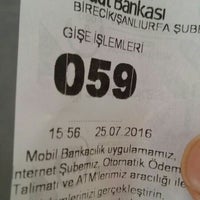 Bankası
BİRECİK/ŞANLIURFA ŞUBE
GİŞE İŞLEMLERİ
059
15:56 25.07.2016
Mobil Bankacılık uygulamamız,
nternet Şubemiz, Otomatik Ödem
Talimatı ve ATM'lerimiz aracılığı ile
gerçekleştirin.